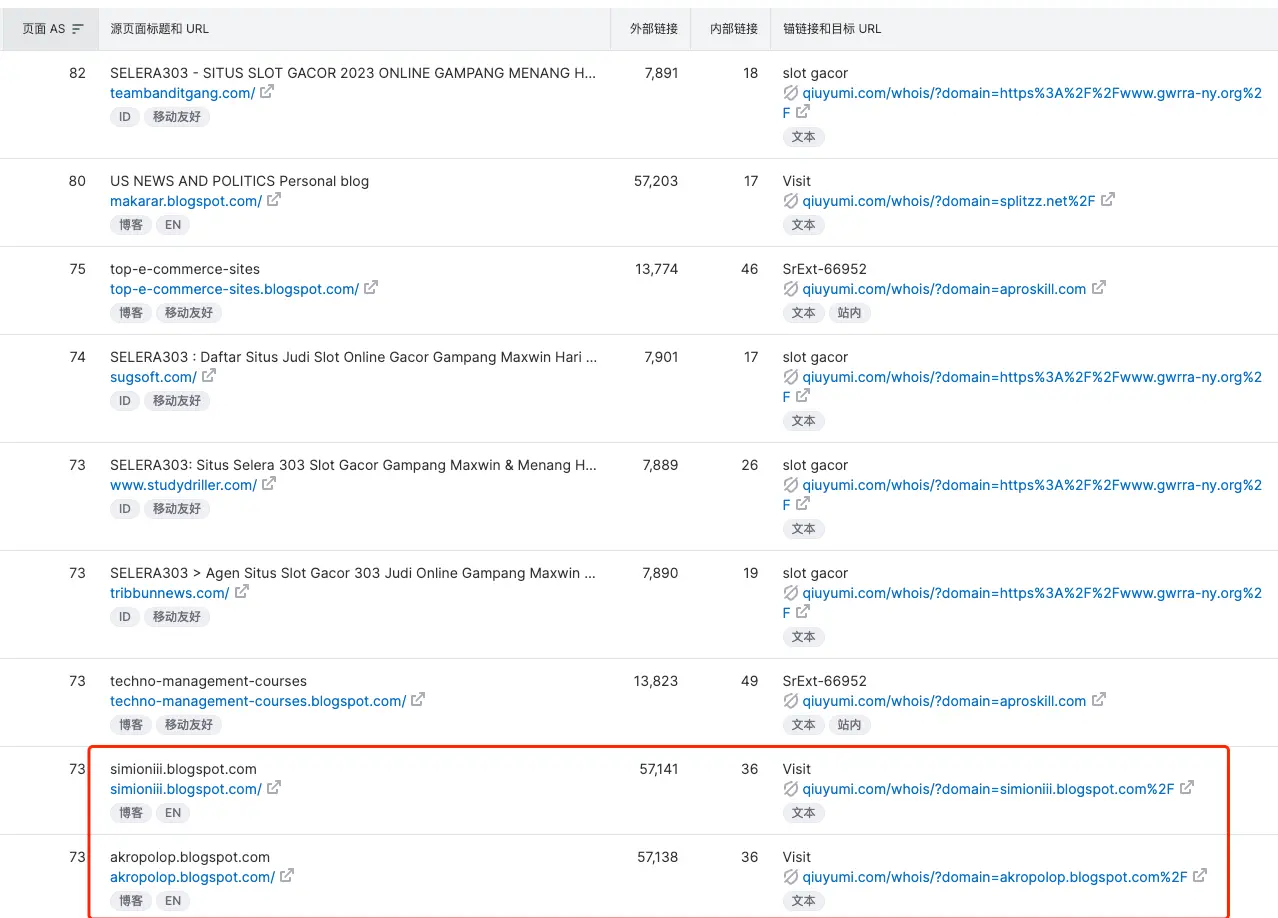 页面 AS 源页面标题和 URL 外部链接 内部链接 锚链接和目标 URL
82 SELERA303 - SITUS SLOT GACOR 2023 ONLINE GAMPANG MENANG H... 7,891 18 slot gacor
teambanditgang.com/ qiuyumi.com/whois/?domain=https%3A%2F%2Fwww.gwrra-ny.org%2
F
ID 移动友好
文本
80 US NEWS AND POLITICS Personal blog 57,203 17 Visit
makarar.blogspot.com/ qiuyumi.com/whois/?domain=splitzz.net%2F
博客 EN 文本
75 top-e-commerce-sites 13,774 46 SrExt-66952
top-e-commerce-sites.blogspot.com/ qiuyumi.com/whois/?domain=aproskill.com
博客 移动友好 文本 站内
74 SELERA303 : Daftar Situs Judi Slot Online Gacor Gampang Maxwin Hari ... 7,901 17 slot gacor
sugsoft.com/ qiuyumi.com/whois/?domain=https%3A%2F%2Fwww.gwrra-ny.org%2
F
ID 移动友好
文本
73 SELERA303: Situs Selera 303 Slot Gacor Gampang Maxwin & Menang H... 7,889 26 slot gacor
www.studydriller.com/ qiuyumi.com/whois/?domain=https%3A%2F%2Fwww.gwrra-ny.org%2
F
ID 移动友好
文本
73 SELERA303 > Agen Situs Slot Gacor 303 Judi Online Gampang Maxwin ... 7,890 19 slot gacor
tribbunnews.com/ qiuyumi.com/whois/?domain=https%3A%2F%2Fwww.gwrra-ny.org%2
F
ID 移动友好
文本
73 techno-management-courses 13,823 49 SrExt-66952
techno-management-courses.blogspot.com/ qiuyumi.com/whois/?domain=aproskill.com
博客 移动友好 文本 站内
73 simioniii.blogspot.com 57,141 36 Visit
simioniii.blogspot.com/ qiuyumi.com/whois/?domain=simioniii.blogspot.com%2F
博客 EN 文本
73 akropolop.blogspot.com 57,138 36 Visit
akropolop.blogspot.com/ qiuyumi.com/whois/?domain=akropolop.blogspot.com%2F
博客 EN 文本